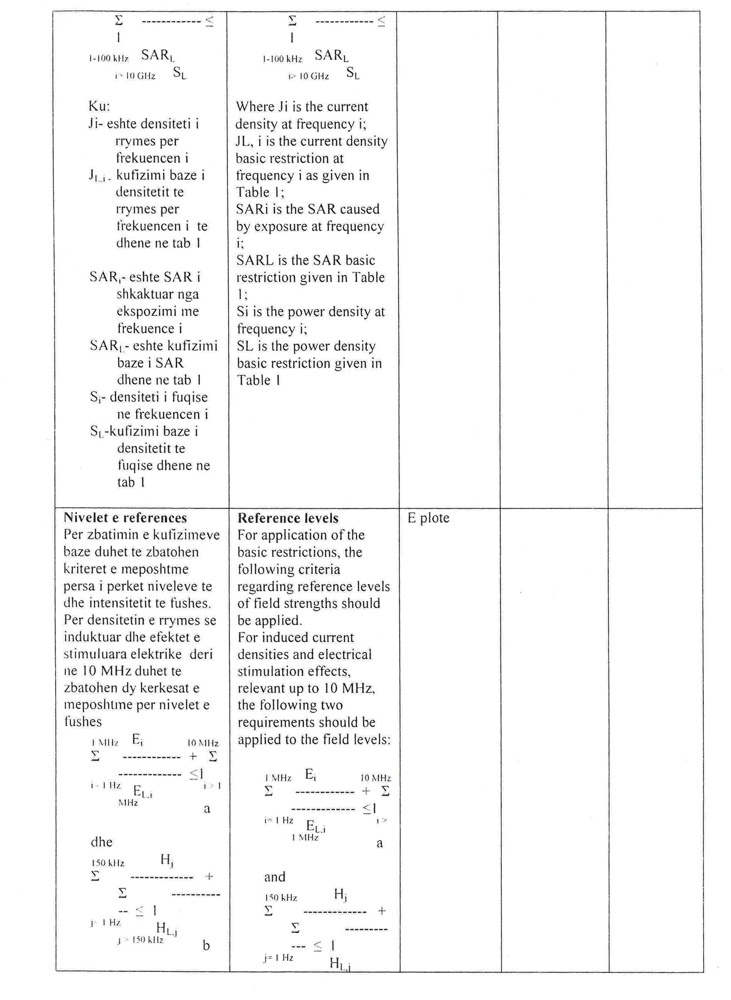 Σ ------------ ≤
1
1-100 kHz SARL
i> 10 GHz SL
Ku:
Ji- eshte densiteti i
rrymes per
frekuencen i
JL,i - kufizimi baze i
densitetit te
rrymes per
frekuencen i te
dhene ne tab 1
SARi- eshte SAR i
shkaktuar nga
ekspozimi me
frekuence i
SARL- eshte kufizimi
baze i SAR
dhene ne tab 1
Si- densiteti i fuqise
ne frekuencen i
SL-kufizimi baze i
densitetit te
fuqise dhene ne
tab 1
Σ ------------ ≤
1
1-100 kHz SARL
i> 10 GHz SL
Where Ji is the current
density at frequency i;
JL, i is the current density
basic restriction at
frequency i as given in
Table 1;
SARi is the SAR caused
by exposure at frequency
i;
SARL is the SAR basic
restriction given in Table
1;
Si is the power density at
frequency i;
SL is the power density
basic restriction given in
Table 1
Nivelet e references
Per zbatimin e kufizimeve
baze duhet te zbatohen
kriteret e meposhtme
persa i perket niveleve te
dhe intensitetit te fushes.
Per densitetin e rrymes se
induktuar dhe efektet e
stimuluara elektrike deri
ne 10 MHz duhet te
zbatohen dy kerkesat e
meposhtme per nivelet e
fushes
1 MHz Ei 10 MHz
Σ ------------ + Σ
------------- ≤1
i= 1 Hz EL,i i > 1
MHz
a
dhe
150 kHz Hj
Σ ------------- +
Σ ----------
-- ≤ 1
j= 1 Hz HL,j
j > 150 kHz b
Reference levels
For application of the
basic restrictions, the
following criteria
regarding reference levels
of field strengths should
be applied.
For induced current
densities and electrical
stimulation effects,
relevant up to 10 MHz,
the following two
requirements should be
applied to the field levels:
1 MHz Ei 10 MHz
Σ ------------ + Σ
------------- ≤1
i= 1 Hz EL,i i >
1 MHz
a
and
150 kHz Hj
Σ ------------- +
Σ ---------
--- ≤ 1
j= 1 Hz HL,j
E plote